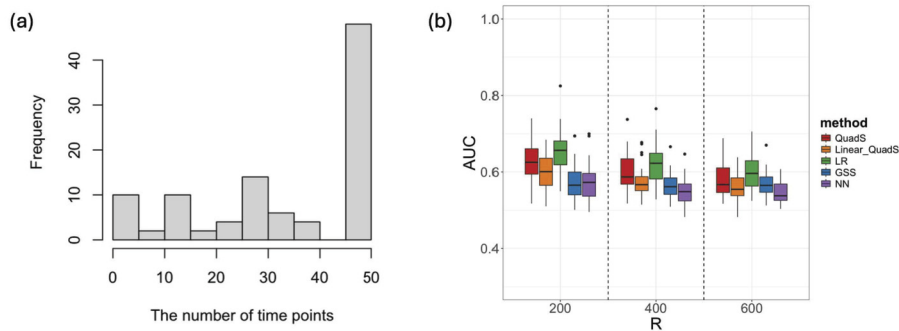 (a)
Frequency
40
30
20
10
0
0 10 20 30 40 50
The number of time points
(b)
AUC
1.0
0.8
0.6
0.4
200 400 600
R
method
QuadS
Linear_QuadS
LR
GSS
NN